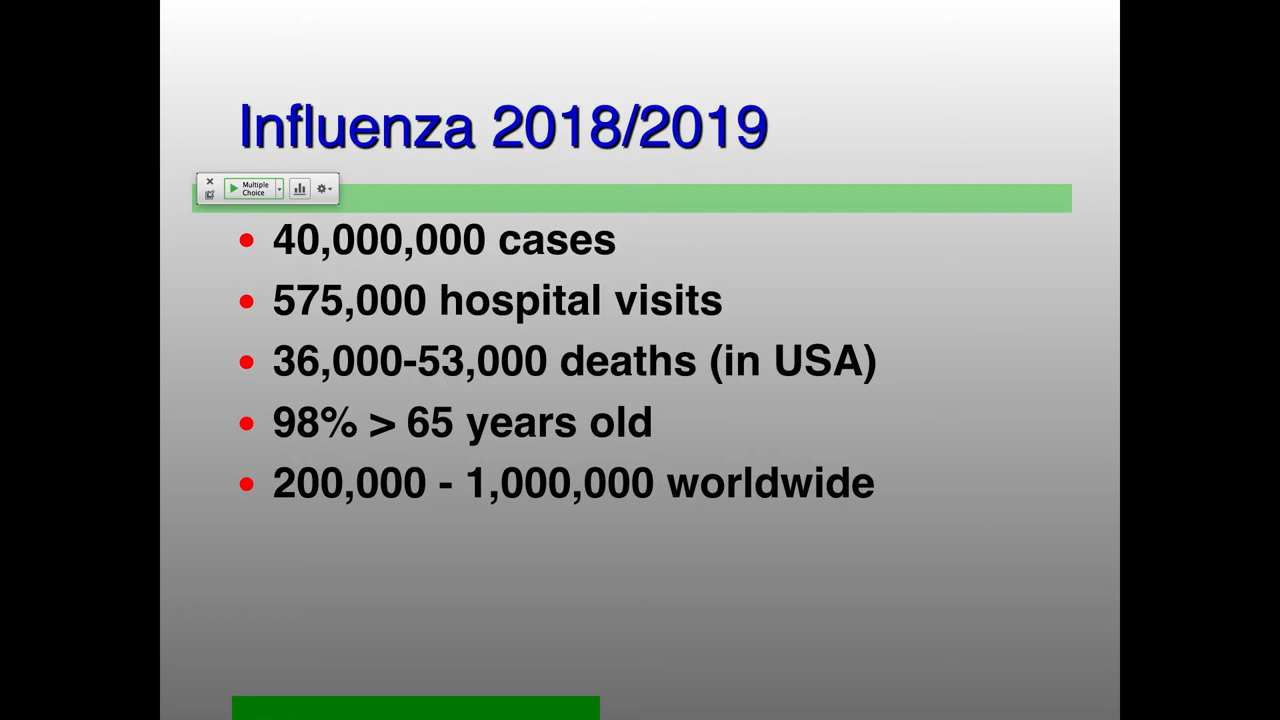 Influenza 2018/2019
Multiple
Choice
• 40,000,000 cases
• 575,000 hospital visits
• 36,000-53,000 deaths (in USA)
• 98% > 65 years old
• 200,000 - 1,000,000 worldwide